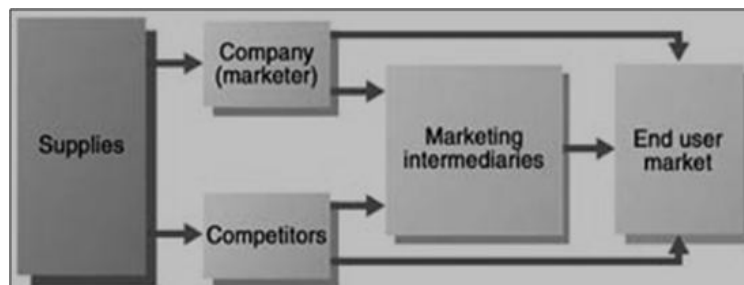 Supplies
Company
(marketer)
Competitors
Marketing
intermediaries
End user
market